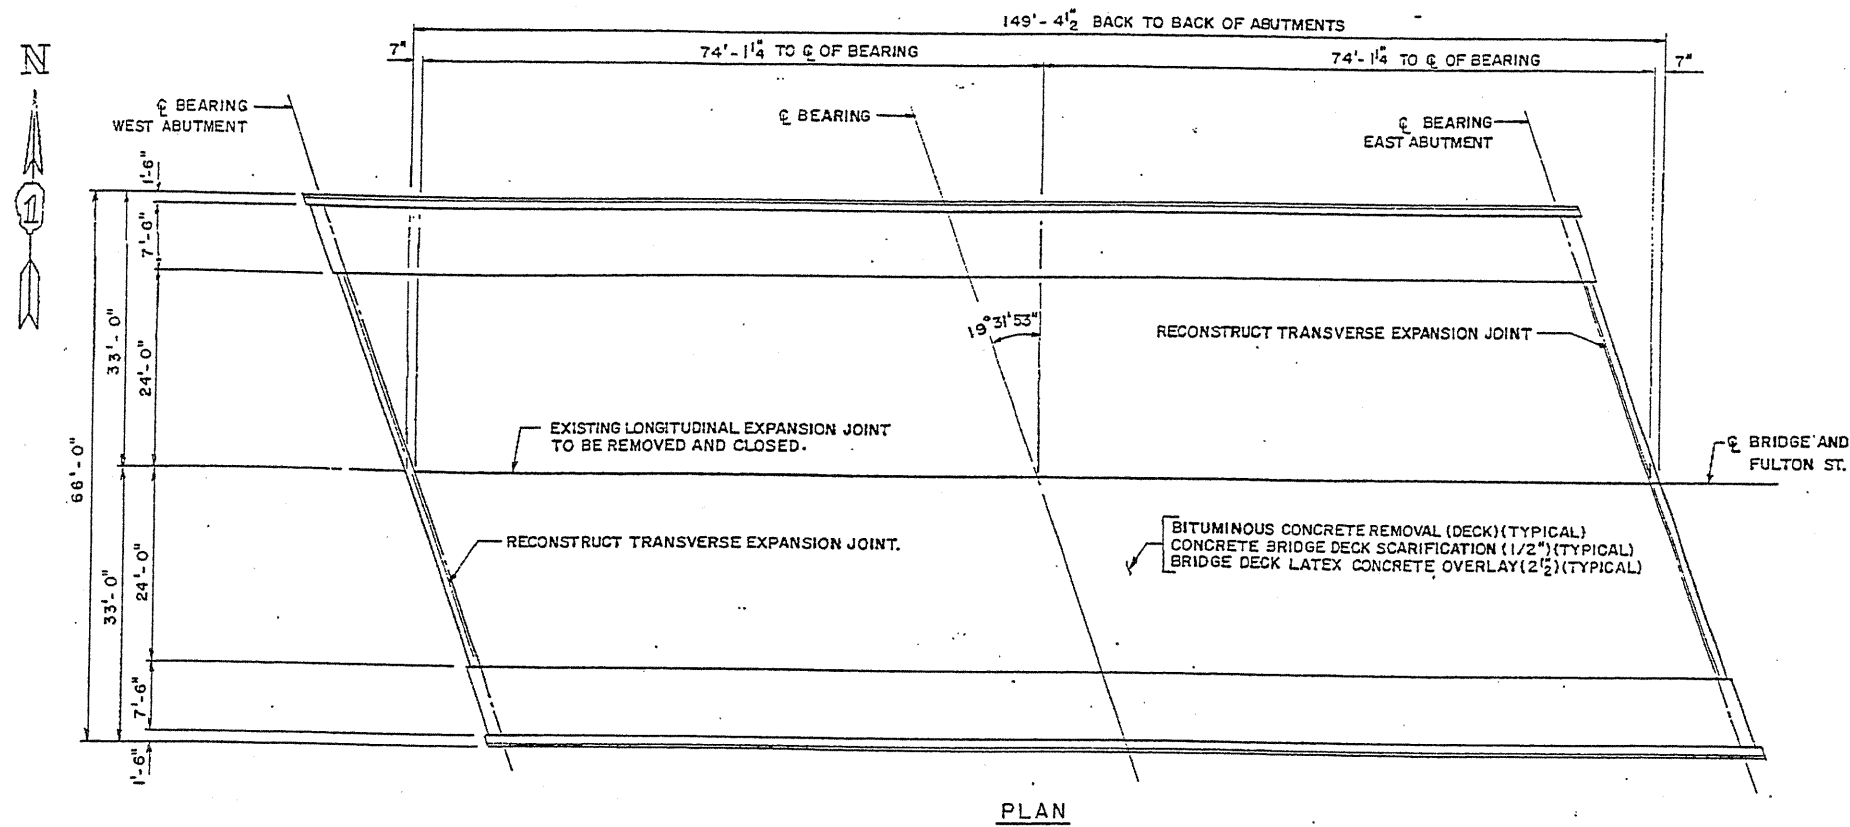 149'-4½" BACK TO BACK OF ABUTMENTS
7"
74'-1¼" TO ℄ OF BEARING
74'-1¼" TO ℄ OF BEARING
7"
N
1
℄ BEARING
WEST ABUTMENT
℄ BEARING
℄ BEARING
EAST ABUTMENT
1'-6"
7'-0"
33'-0"
24'-0"
66'-0"
19°31'53"
RECONSTRUCT TRANSVERSE EXPANSION JOINT
EXISTING LONGITUDINAL EXPANSION JOINT
TO BE REMOVED AND CLOSED.
℄ BRIDGE AND
FULTON ST.
RECONSTRUCT TRANSVERSE EXPANSION JOINT.
BITUMINOUS CONCRETE REMOVAL (DECK)(TYPICAL)
CONCRETE BRIDGE DECK SCARIFICATION (1/2")(TYPICAL)
BRIDGE DECK LATEX CONCRETE OVERLAY(2½")(TYPICAL)
33'-0"
24'-0"
7'-6"
1'-6"
PLAN